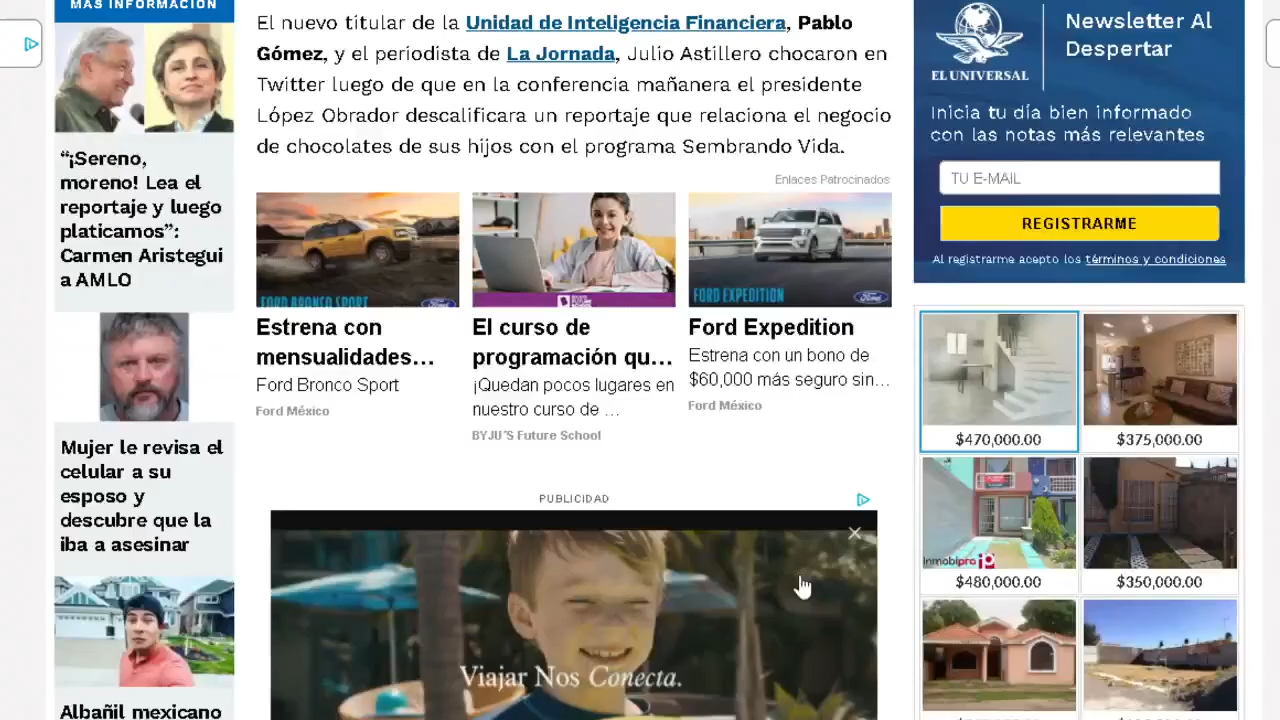 MÁS INFORMACIÓN
“¡Sereno,
moreno! Lea el
reportaje y luego
platicamos”:
Carmen Aristegui
a AMLO
Mujer le revisa el
celular a su
esposo y
descubre que la
iba a asesinar
Albañil mexicano
El nuevo titular de la Unidad de Inteligencia Financiera, Pablo
Gómez, y el periodista de La Jornada, Julio Astillero chocaron en
Twitter luego de que en la conferencia mañanera el presidente
López Obrador descalificara un reportaje que relaciona el negocio
de chocolates de sus hijos con el programa Sembrando Vida.
Enlaces Patrocinados
FORD BRONCO SPORT
Ford
Estrena con
mensualidades...
Ford Bronco Sport
Ford México
El curso de
programación qu...
¡Quedan pocos lugares en
nuestro curso de ...
BYJU'S Future School
FORD EXPEDITION
Ford
Ford Expedition
Estrena con un bono de
$60,000 más seguro sin...
Ford México
PUBLICIDAD
Viajar Nos Conecta.
EL UNIVERSAL
Newsletter Al
Despertar
Inicia tu día bien informado
con las notas más relevantes
TU E-MAIL
REGISTRARME
Al registrarme acepto los términos y condiciones
$470,000.00
$375,000.00
Inmobipro
$480,000.00
$350,000.00